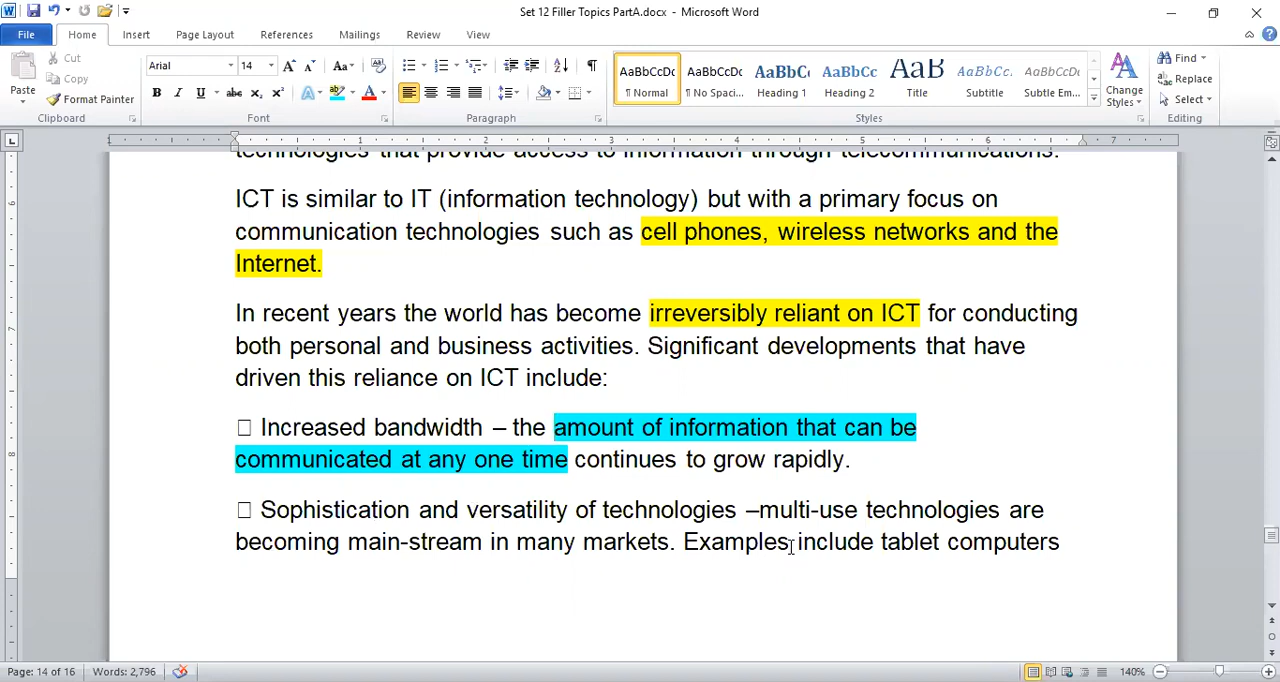 Set 12 Filler Topics PartA.docx - Microsoft Word
File Home Insert Page Layout References Mailings Review View
Paste
Cut
Copy
Format Painter
Clipboard
Arial 14
Font
Paragraph
AaBbCcDc AaBbCcDc AaBbC AaBbCc AaB AaBbCc. AaBbCcDc
¶ Normal ¶ No Spaci... Heading 1 Heading 2 Title Subtitle Subtle Em...
Styles
Change
Styles
Find
Replace
Select
Editing
technologies that provide access to information through telecommunications.
ICT is similar to IT (information technology) but with a primary focus on
communication technologies such as cell phones, wireless networks and the
Internet.
In recent years the world has become irreversibly reliant on ICT for conducting
both personal and business activities. Significant developments that have
driven this reliance on ICT include:
Increased bandwidth – the amount of information that can be
communicated at any one time continues to grow rapidly.
Sophistication and versatility of technologies –multi-use technologies are
becoming main-stream in many markets. Examples include tablet computers
Page: 14 of 16 Words: 2,796 140%